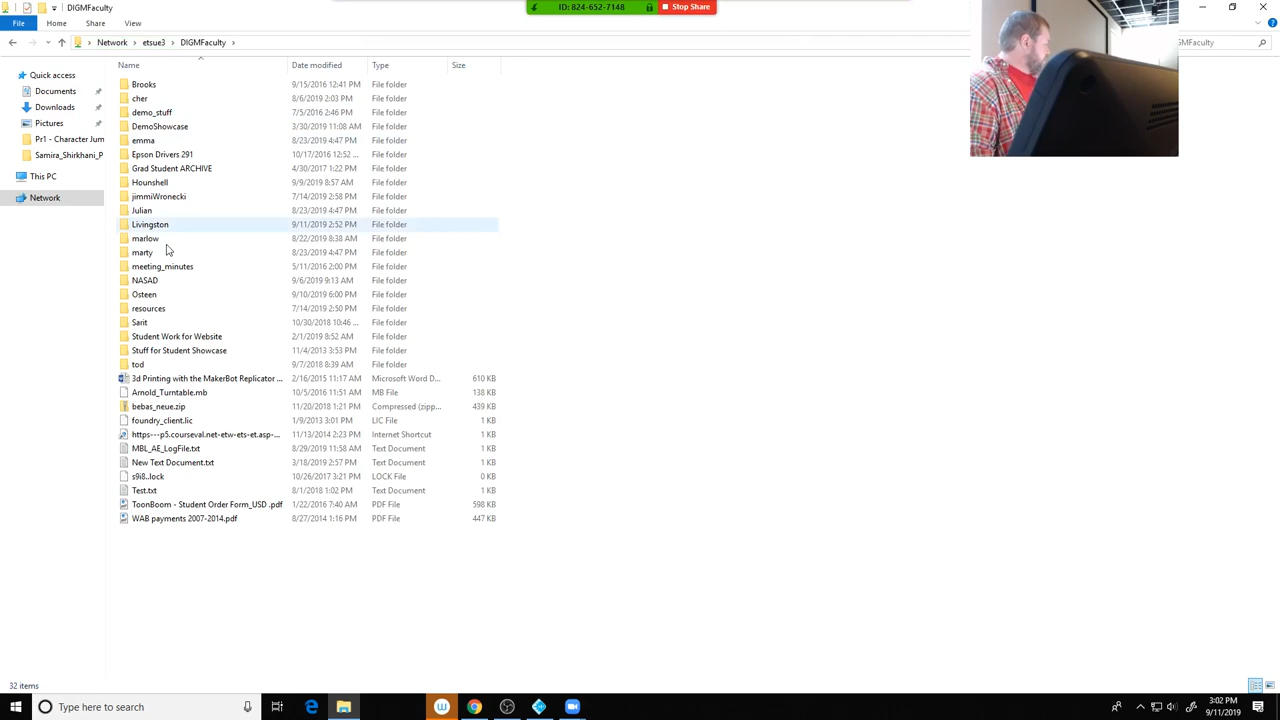 DIGMFaculty
ID: 824-652-7148
Stop Share
File Home Share View
Network > etsue3 > DIGMFaculty >
Name Date modified Type Size
Quick access
Documents
Downloads
Pictures
Pr1 - Character Jum
Samira_Shirkhani_P
This PC
Network
Brooks 9/15/2016 12:41 PM File folder
cher 8/6/2019 2:03 PM File folder
demo_stuff 7/5/2016 2:46 PM File folder
DemoShowcase 3/30/2019 11:08 AM File folder
emma 8/23/2019 4:47 PM File folder
Epson Drivers 291 10/17/2016 12:52 ... File folder
Grad Student ARCHIVE 4/30/2017 1:22 PM File folder
Hounshell 9/9/2019 8:57 AM File folder
jimmiWronecki 7/14/2019 2:58 PM File folder
Julian 8/23/2019 4:47 PM File folder
Livingston 9/11/2019 2:52 PM File folder
marlow 8/22/2019 8:38 AM File folder
marty 8/23/2019 4:47 PM File folder
meeting_minutes 5/11/2016 2:00 PM File folder
NASAD 9/6/2019 9:13 AM File folder
Osteen 9/10/2019 6:00 PM File folder
resources 7/14/2019 2:50 PM File folder
Sarit 10/30/2018 10:46 ... File folder
Student Work for Website 2/1/2019 8:52 AM File folder
Stuff for Student Showcase 11/4/2013 3:53 PM File folder
tod 9/7/2018 8:39 AM File folder
3d Printing with the MakerBot Replicator ... 2/16/2015 11:17 AM Microsoft Word D... 610 KB
Arnold_Turntable.mb 10/5/2016 11:51 AM MB File 138 KB
bebas_neue.zip 11/20/2018 1:21 PM Compressed (zipp... 439 KB
foundry_client.lic 1/9/2013 3:01 PM LIC File 1 KB
https---p5.courseval.net-etw-ets-et.asp-... 11/13/2014 2:23 PM Internet Shortcut 1 KB
MBL_AE_LogFile.txt 8/29/2019 11:58 AM Text Document 1 KB
New Text Document.txt 3/18/2019 2:57 PM Text Document 1 KB
s9i8..lock 10/26/2017 3:21 PM LOCK File 0 KB
Test.txt 8/1/2018 1:02 PM Text Document 1 KB
ToonBoom - Student Order Form_USD .pdf 1/22/2016 7:40 AM PDF File 598 KB
WAB payments 2007-2014.pdf 8/27/2014 1:16 PM PDF File 447 KB
32 items
Type here to search
3:02 PM
9/11/2019